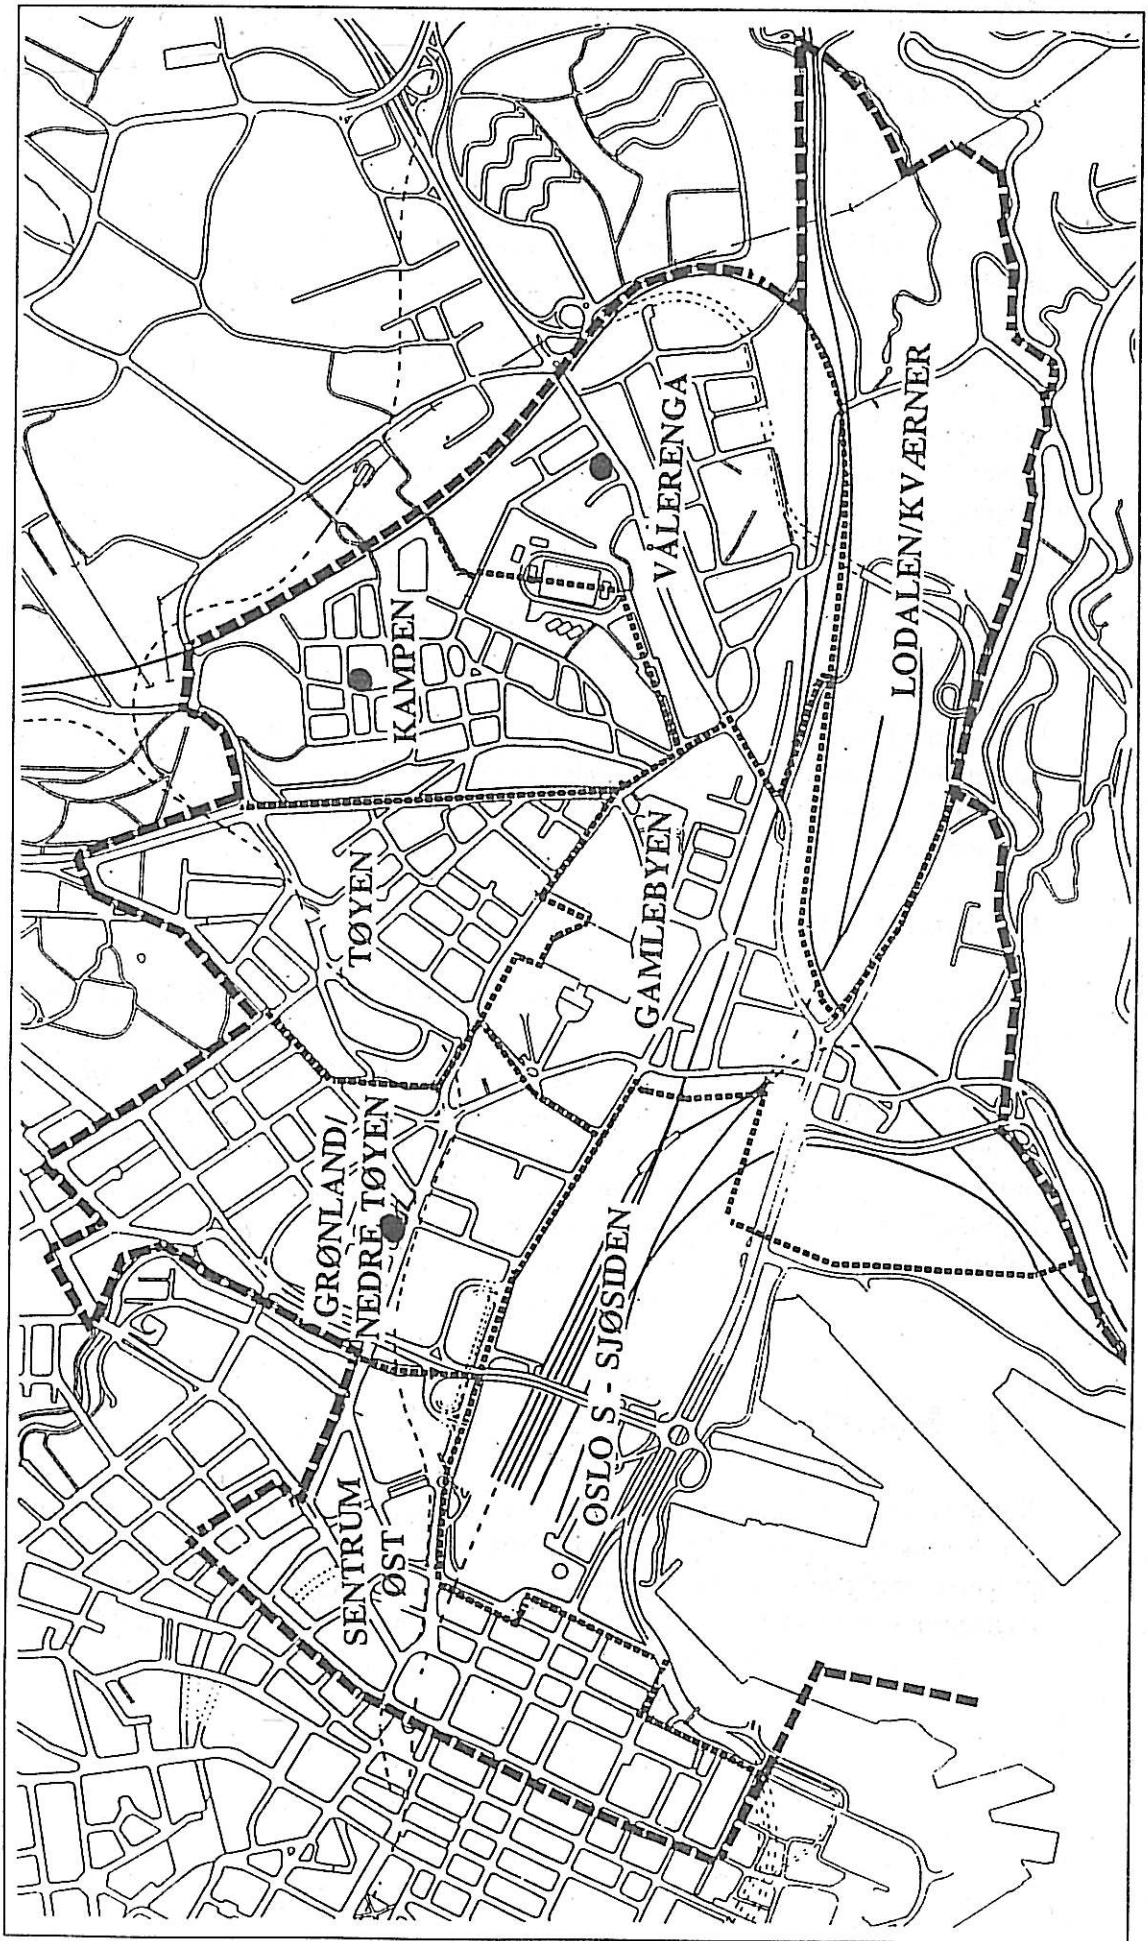 KAMPEN
VÅLERENGA
LODALEN/KVÆRNER
TØYEN
GAMLEBYEN
GRØNLAND/
NEDRE TØYEN
OSLO S - SJØSIDEN
SENTRUM
ØST